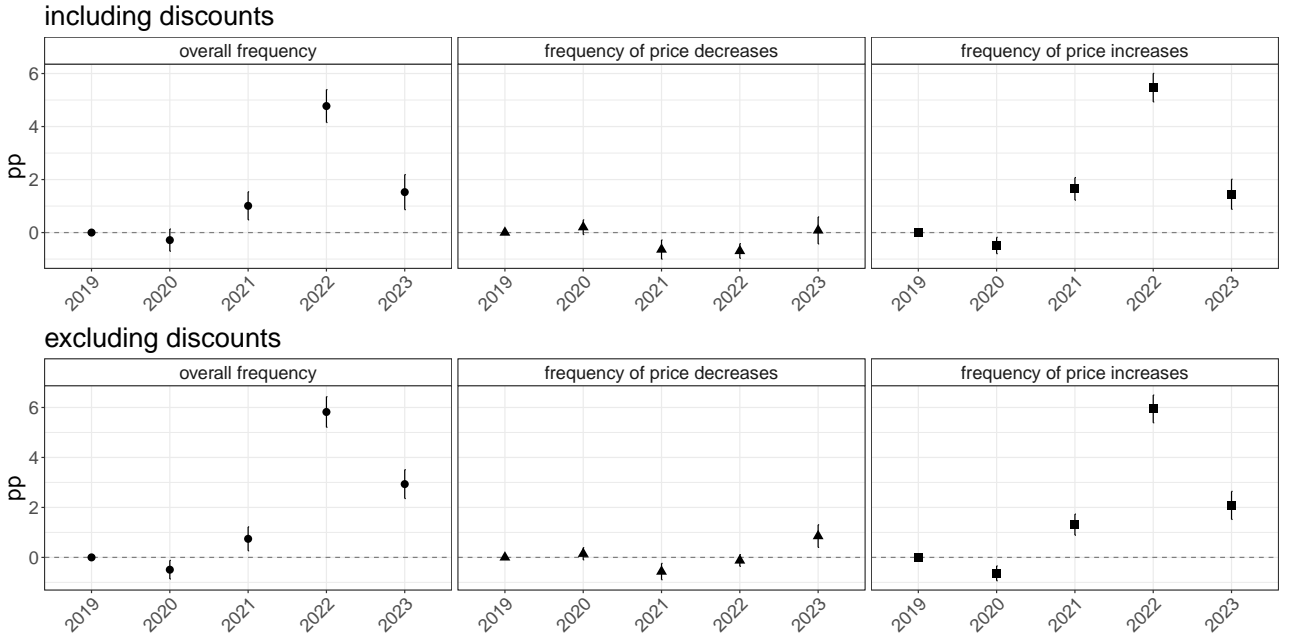 including discounts
overall frequency frequency of price decreases frequency of price increases
6
4
2
0
pp
2019 2020 2021 2022 2023 2019 2020 2021 2022 2023 2019 2020 2021 2022 2023
excluding discounts
overall frequency frequency of price decreases frequency of price increases
6
4
2
0
pp
2019 2020 2021 2022 2023 2019 2020 2021 2022 2023 2019 2020 2021 2022 2023